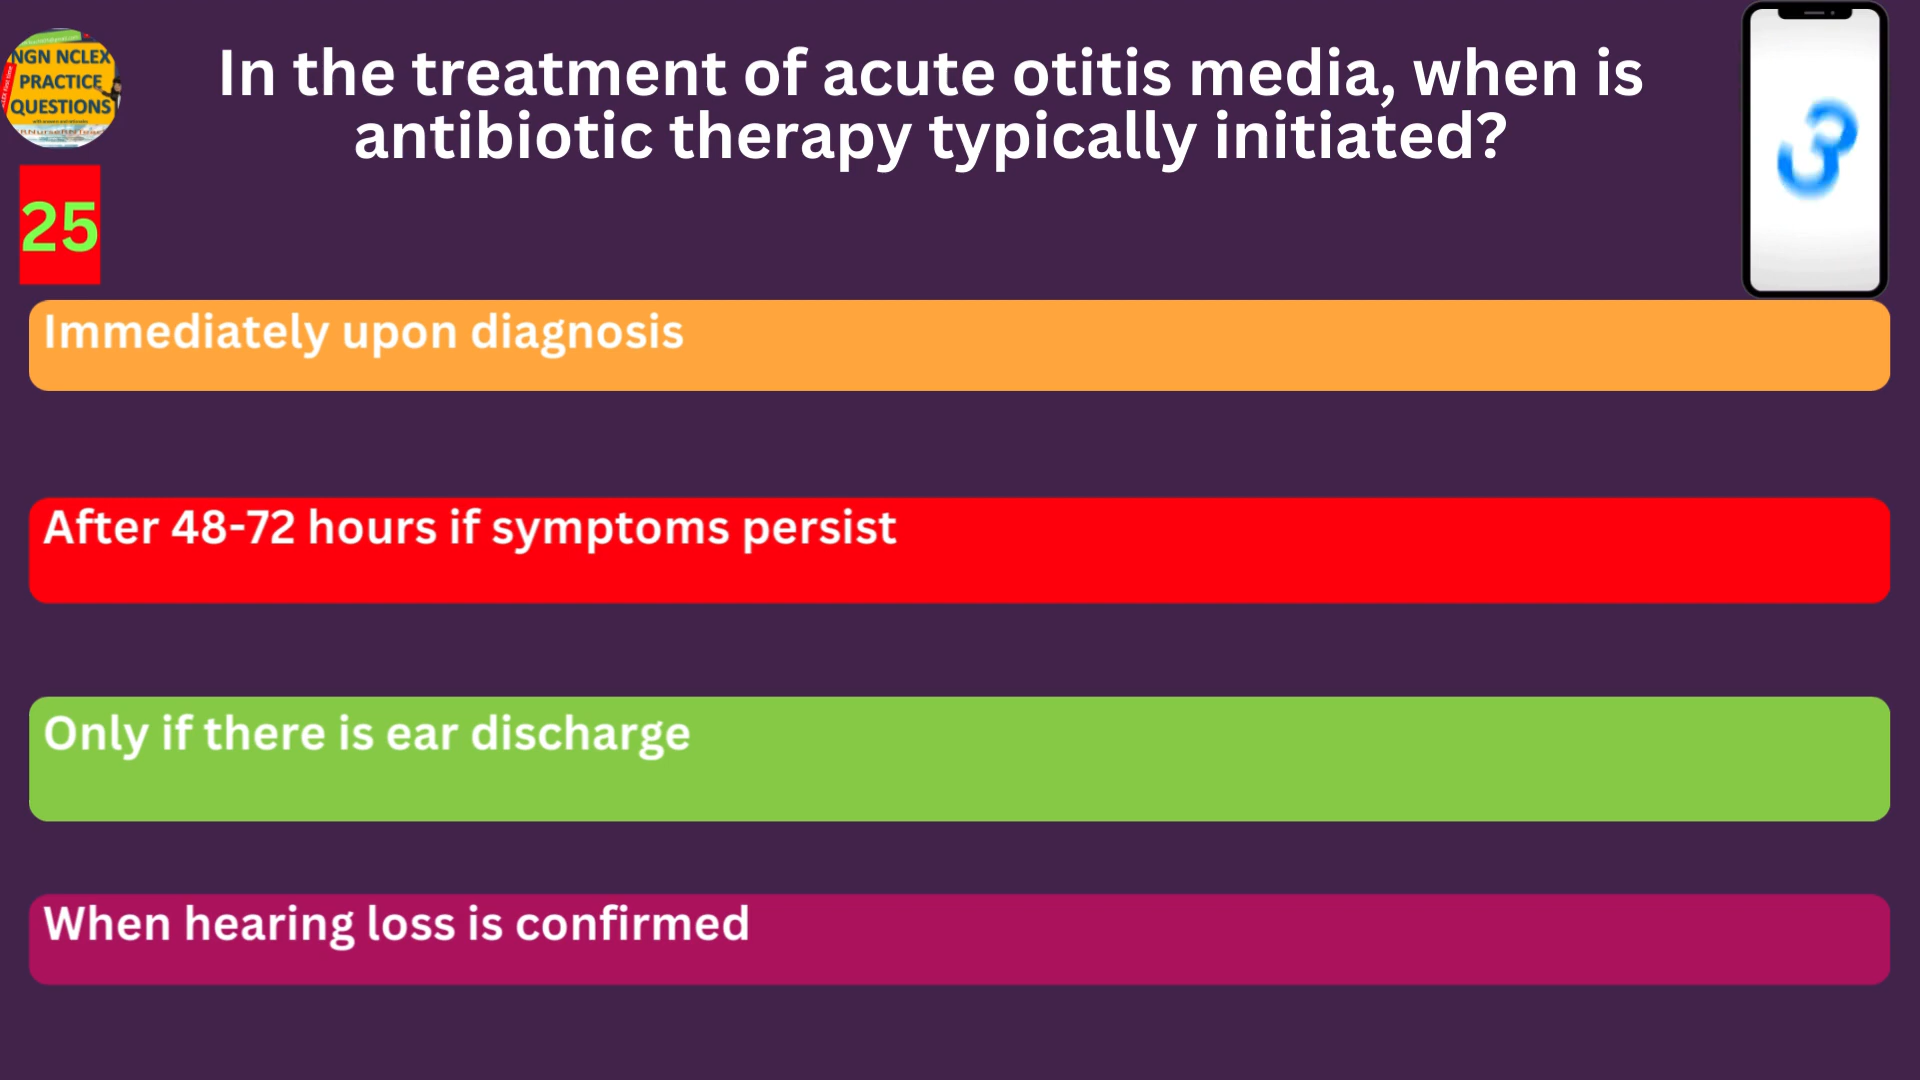 NGN NCLEX
PRACTICE
QUESTIONS
In the treatment of acute otitis media, when is
antibiotic therapy typically initiated?
3
25
Immediately upon diagnosis
After 48-72 hours if symptoms persist
Only if there is ear discharge
When hearing loss is confirmed